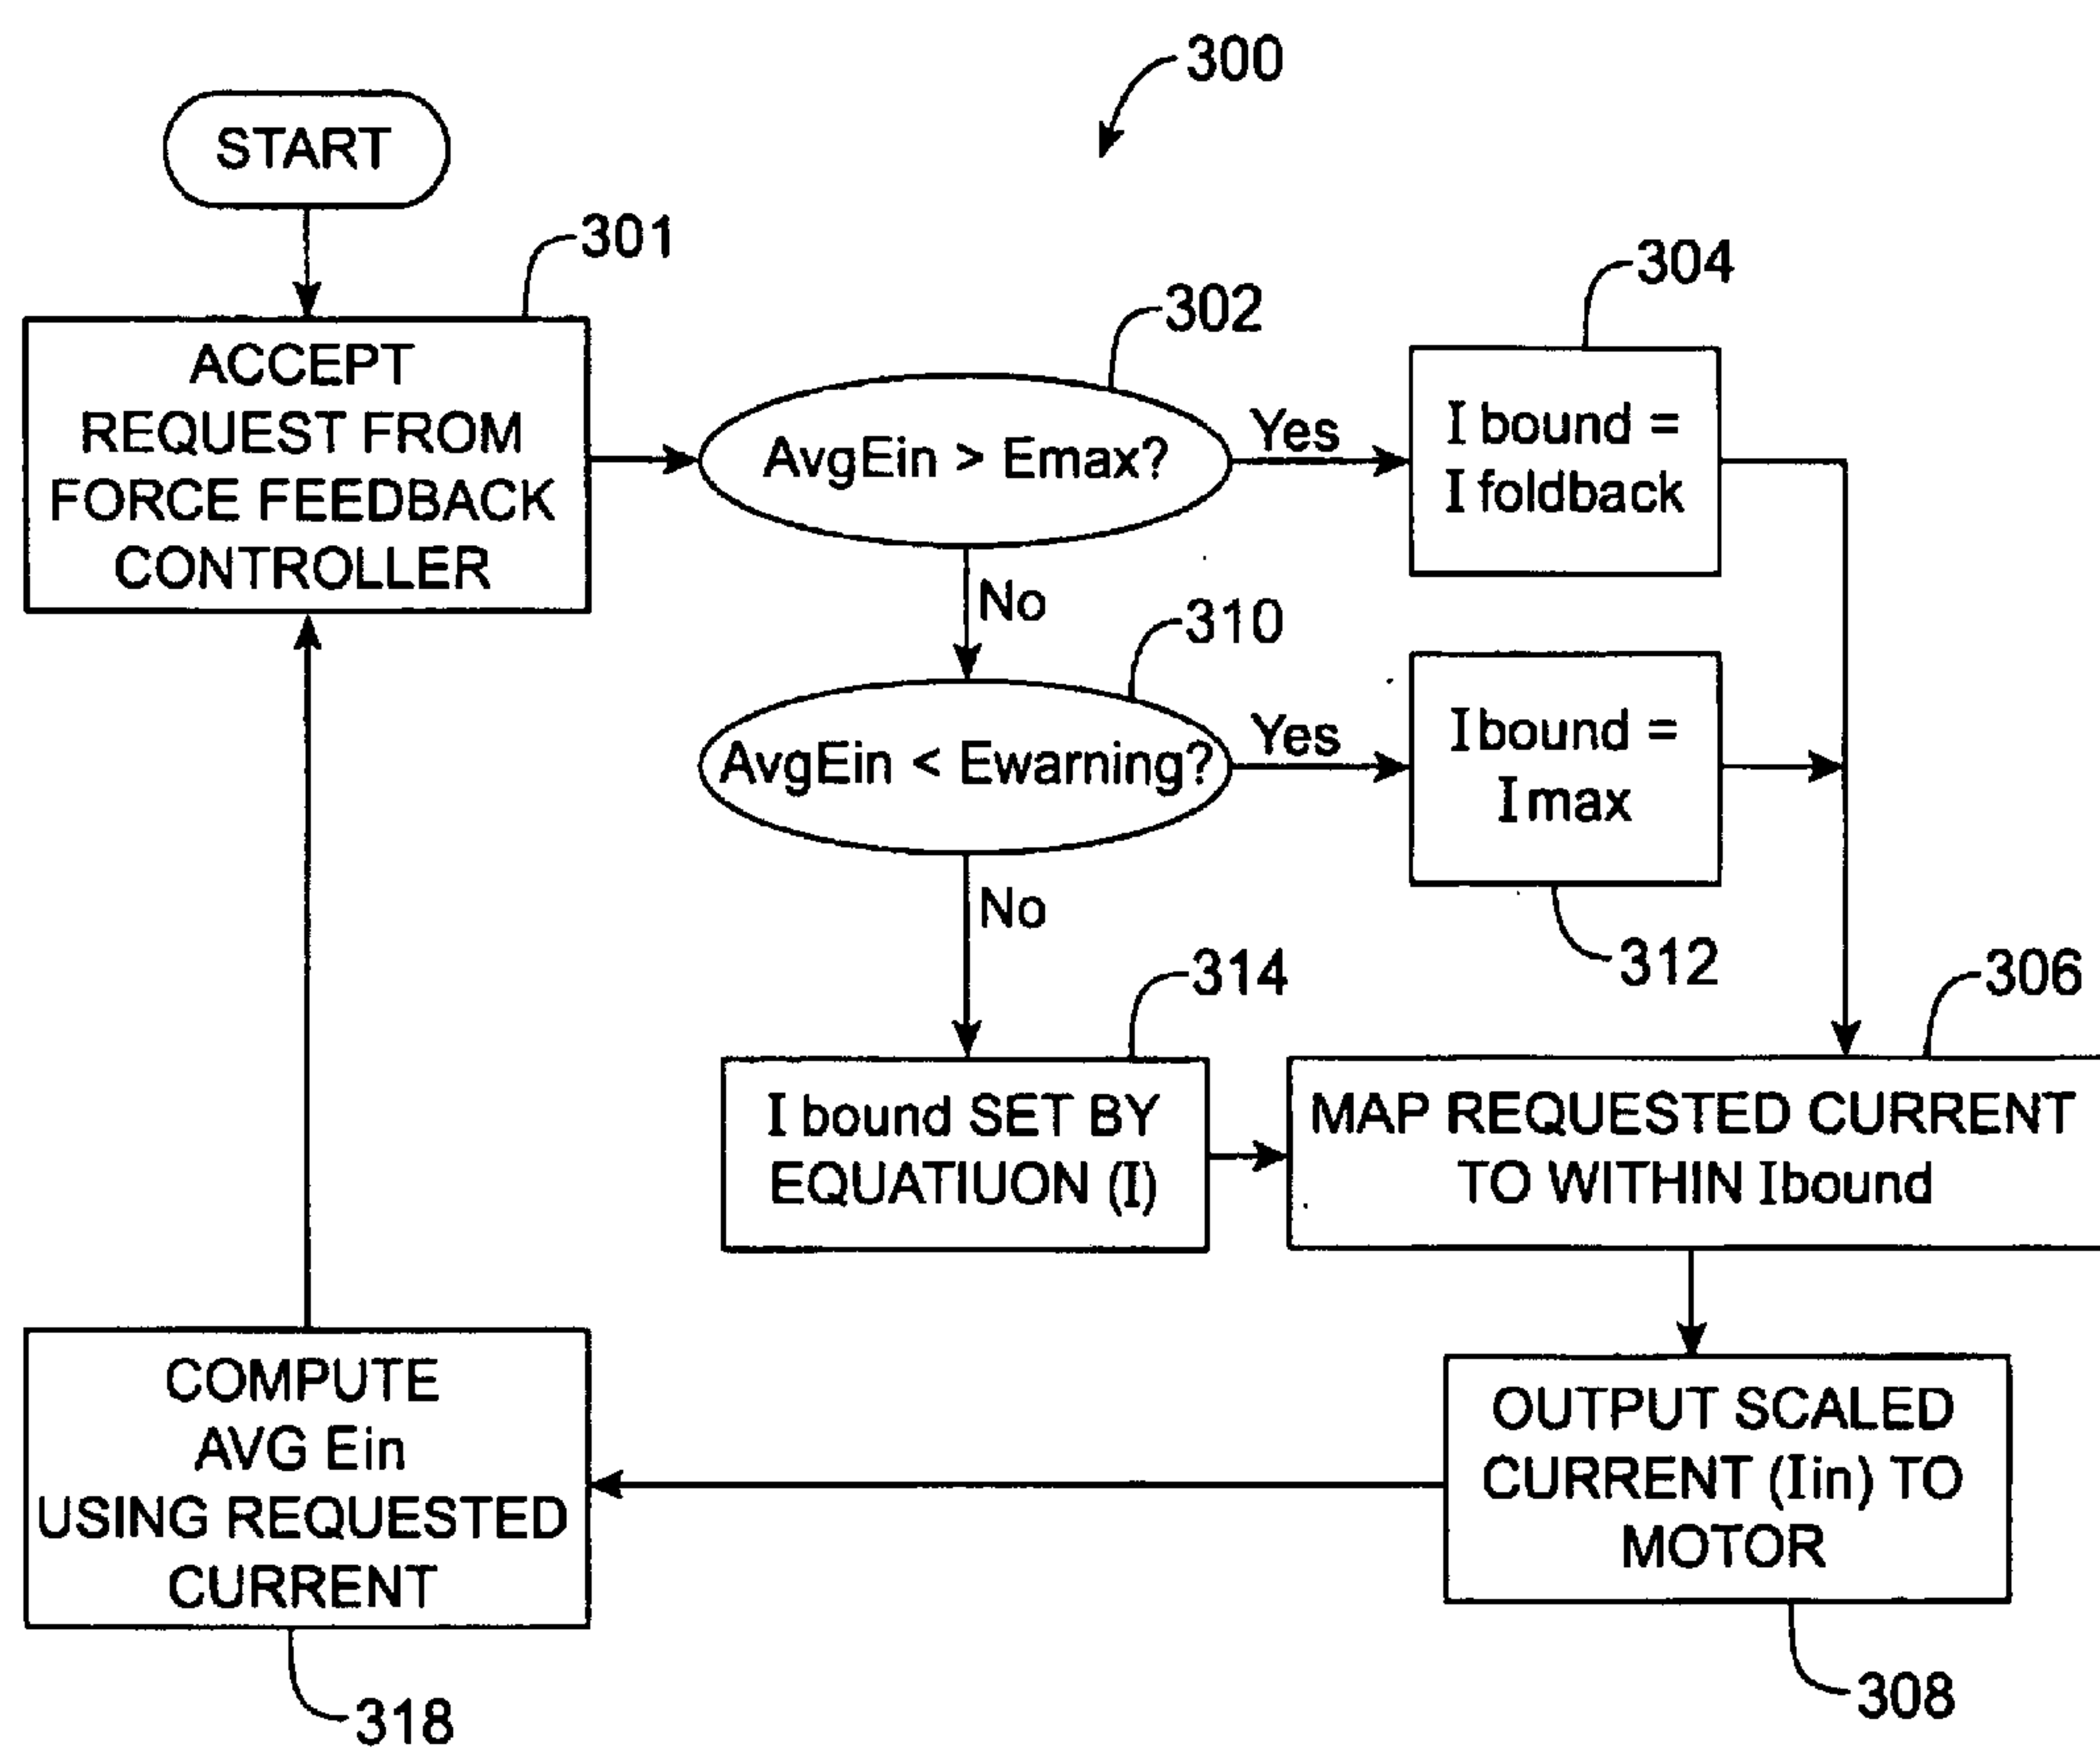 300
START
301
ACCEPT
REQUEST FROM
FORCE FEEDBACK
CONTROLLER
302
AvgEin > Emax?
Yes
304
I bound =
I foldback
No
310
AvgEin < Ewarning?
Yes
I bound =
I max
312
No
314
I bound SET BY
EQUATIUON (I)
306
MAP REQUESTED CURRENT
TO WITHIN Ibound
OUTPUT SCALED
CURRENT (Iin) TO
MOTOR
308
COMPUTE
AVG Ein
USING REQUESTED
CURRENT
318